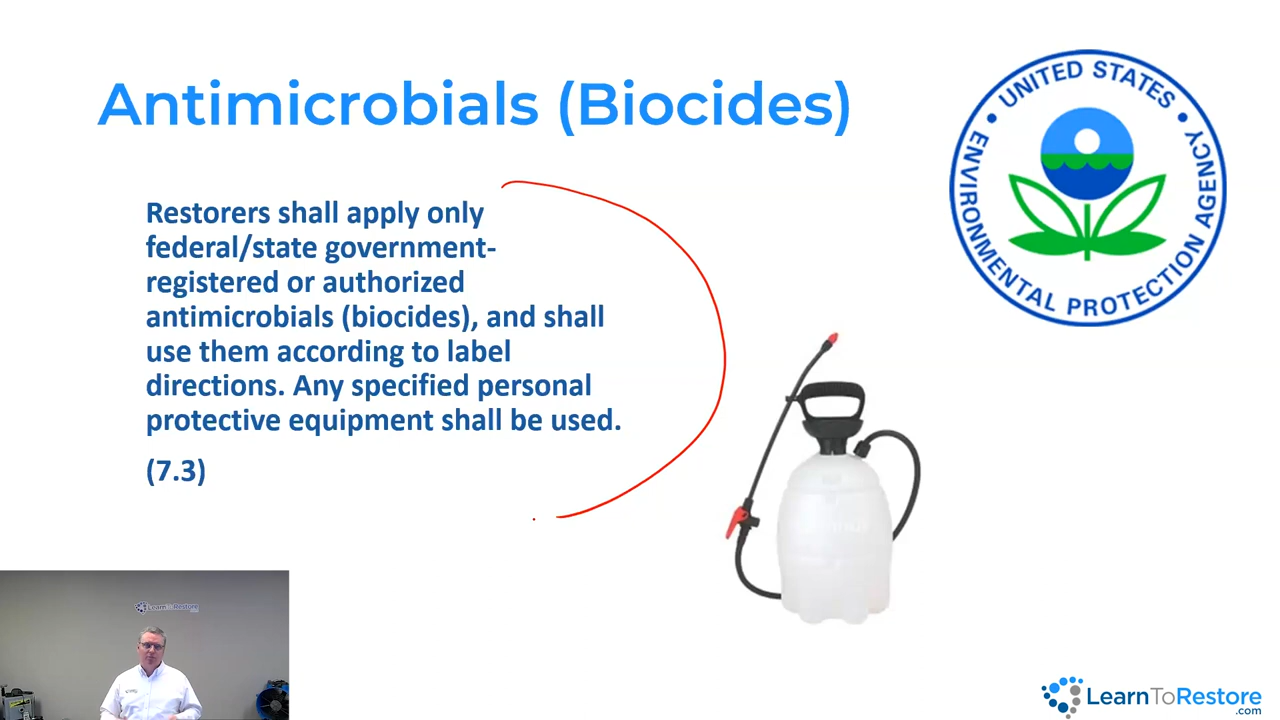 Antimicrobials (Biocides)
UNITED STATES
ENVIRONMENTAL PROTECTION AGENCY
Restorers shall apply only
federal/state government-
registered or authorized
antimicrobials (biocides), and shall
use them according to label
directions. Any specified personal
protective equipment shall be used.
(7.3)
LearnToRestore
LearnToRestore
.com